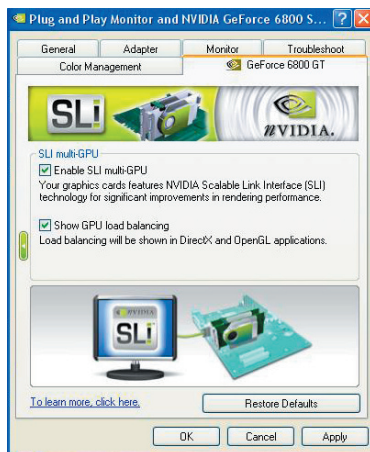 Plug and Play Monitor and NVIDIA GeForce 6800 S...
General Adapter Monitor Troubleshoot
Color Management GeForce 6800 GT
SLI
NVIDIA.
SLI multi-GPU
Enable SLI multi-GPU
Your graphics cards features NVIDIA Scalable Link Interface (SLI)
technology for significant improvements in rendering performance.
Show GPU load balancing
Load balancing will be shown in DirectX and OpenGL applications.
NVIDIA
SLI
To learn more, click here.
Restore Defaults
OK Cancel Apply